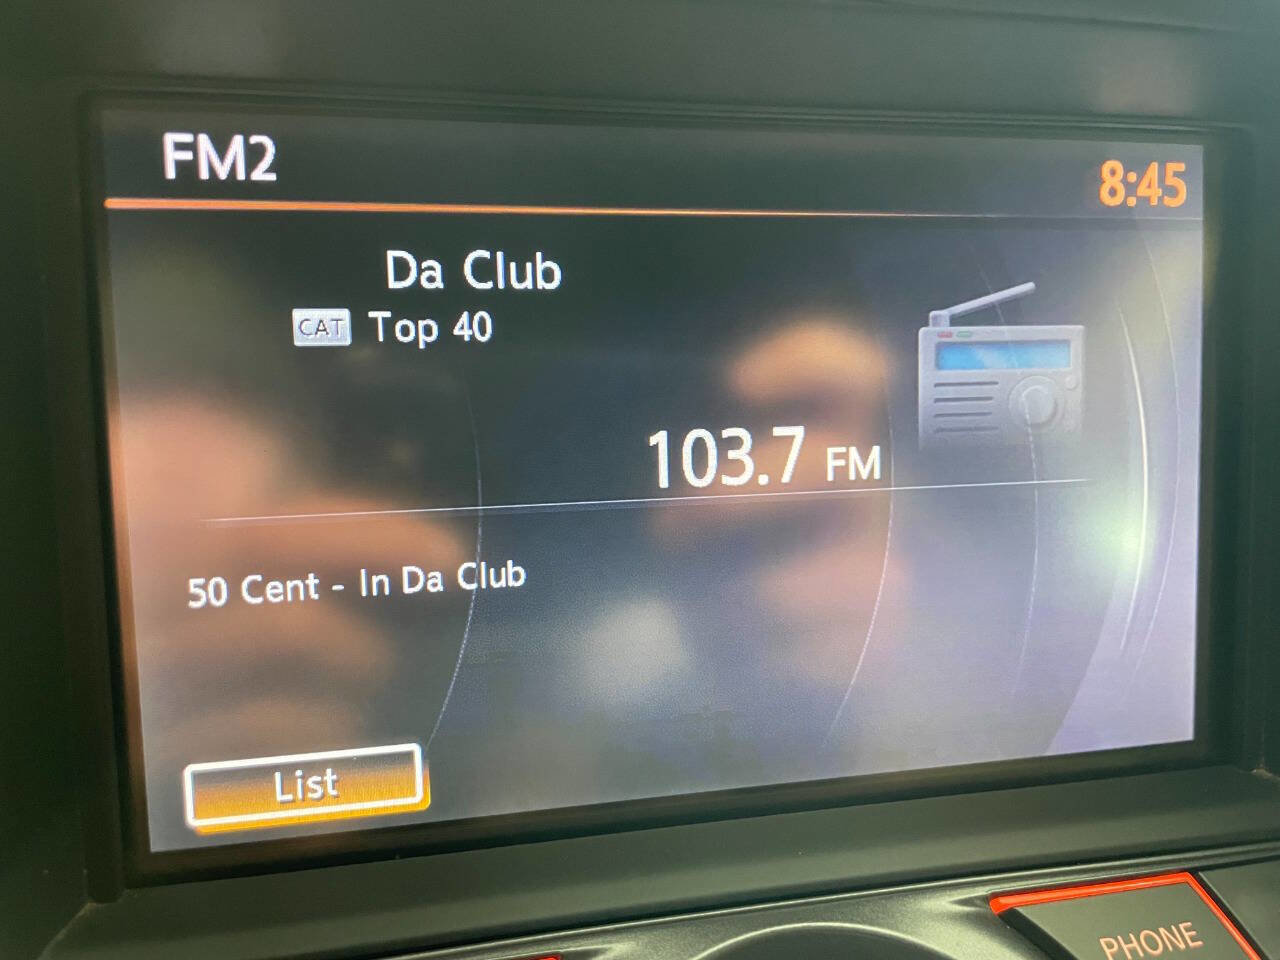 FM2
8:45
Da Club
CAT Top 40
103.7 FM
50 Cent - In Da Club
List
PHONE